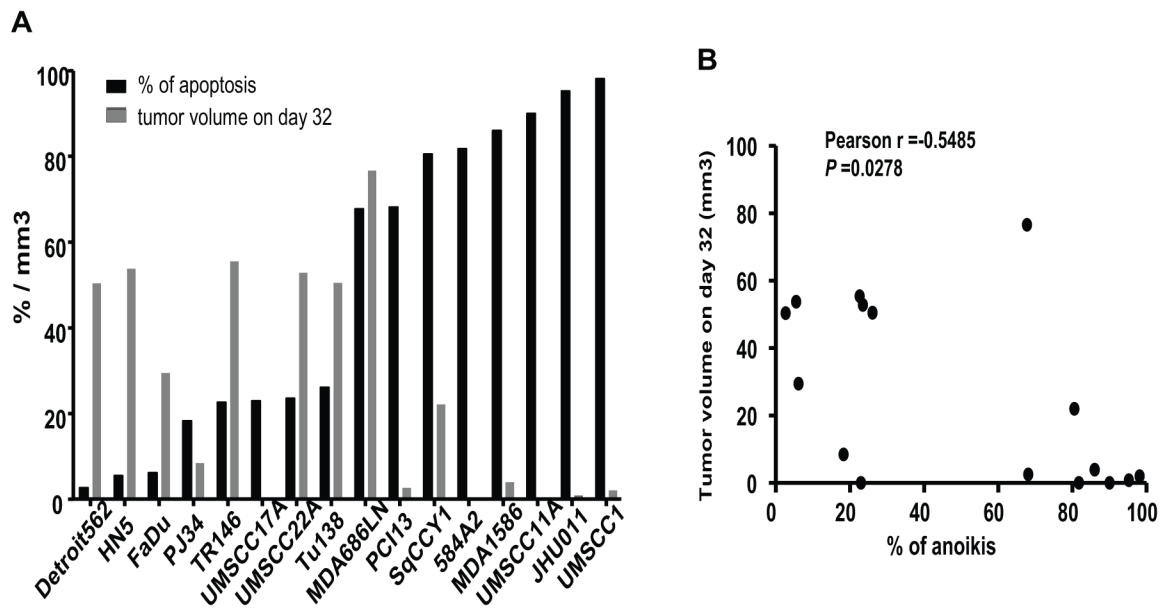 A
100
80
60
40
20
0
% / mm3
% of apoptosis
tumor volume on day 32
Detroit562
HN5
FaDu
PJ34
TR146
UMSCC17A
UMSCC22A
Tu138
MDA686LN
PCI13
SqCCY1
584A2
MDA1586
UMSCC11A
JHU011
UMSCC1
B
Pearson r =-0.5485
P =0.0278
Tumor volume on day 32 (mm3)
100
80
60
40
20
0
0 20 40 60 80 100
% of anoikis